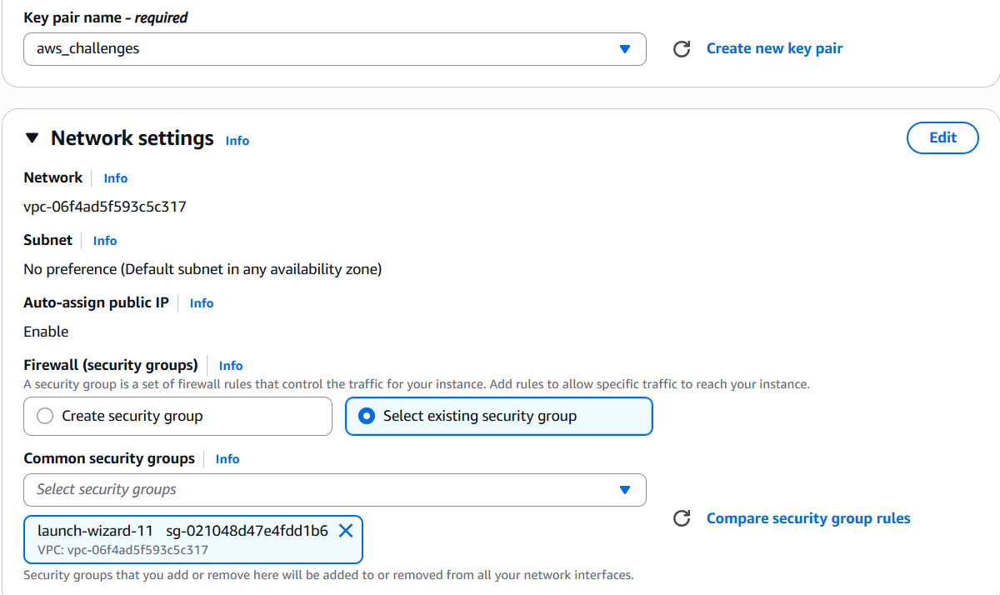 Key pair name - required
aws_challenges
Create new key pair
Network settings Info
Edit
Network Info
vpc-06f4ad5f593c5c317
Subnet Info
No preference (Default subnet in any availability zone)
Auto-assign public IP Info
Enable
Firewall (security groups) Info
A security group is a set of firewall rules that control the traffic for your instance. Add rules to allow specific traffic to reach your instance.
Create security group
Select existing security group
Common security groups Info
Select security groups
launch-wizard-11 sg-021048d47e4fdd1b6
VPC: vpc-06f4ad5f593c5c317
Compare security group rules
Security groups that you add or remove here will be added to or removed from all your network interfaces.